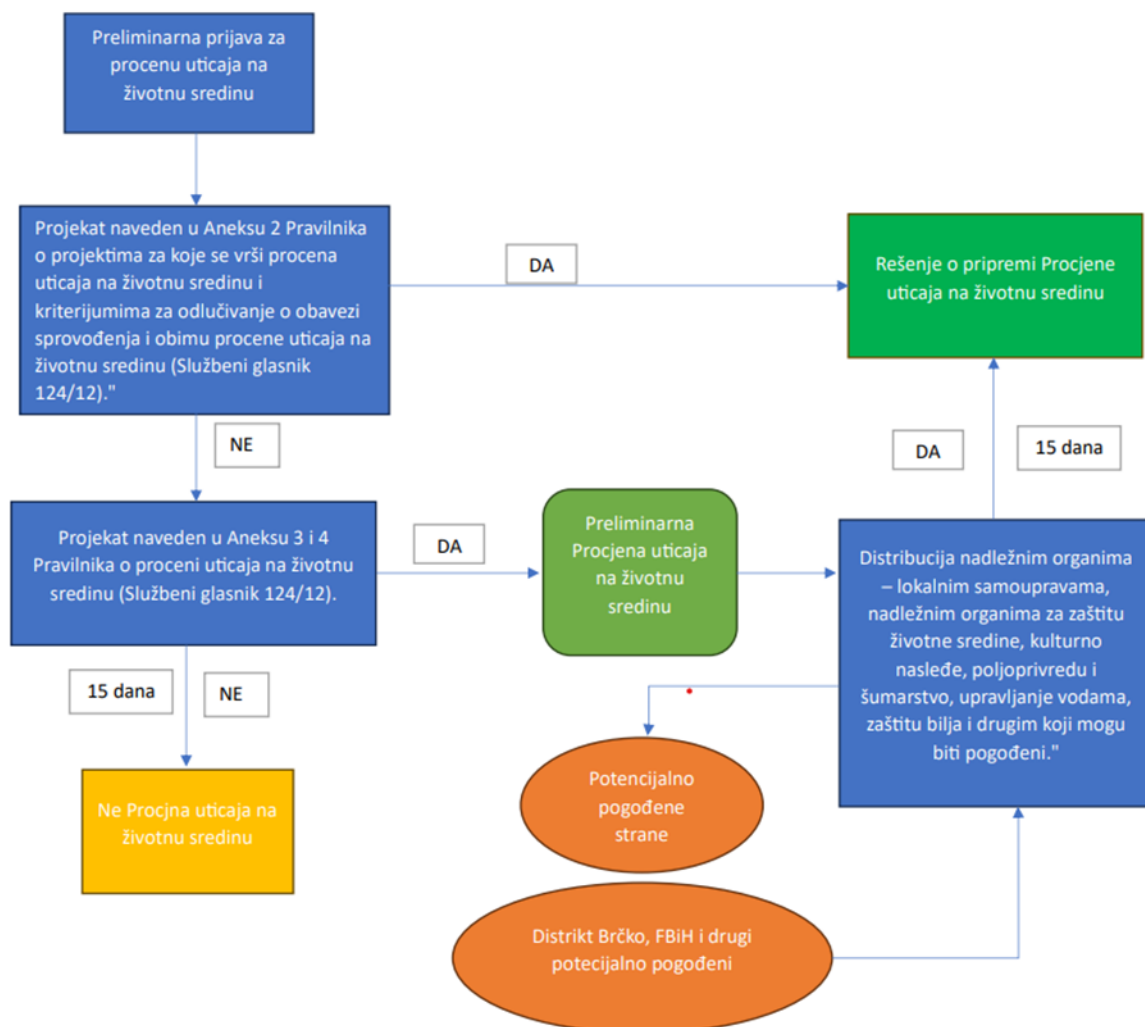 Preliminarna prijava za
procenu uticaja na
životnu sredinu
Projekat naveden u Aneksu 2 Pravilnika
o projektima za koje se vrši procena
uticaja na životnu sredinu i
kriterijumima za odlučivanje o obavezi
sprovođenja i obimu procene uticaja na
životnu sredinu (Službeni glasnik
124/12)."
DA
Rešenje o pripremi Procjene
uticaja na životnu sredinu
NE
DA
15 dana
Projekat naveden u Aneksu 3 i 4
Pravilnika o proceni uticaja na životnu
sredinu (Službeni glasnik 124/12).
DA
Preliminarna
Procjena uticaja
na životnu
sredinu
Distribucija nadležnim organima
– lokalnim samoupravama,
nadležnim organima za zaštitu
životne sredine, kulturno
nasleđe, poljoprivredu i
šumarstvo, upravljanje vodama,
zaštitu bilja i drugim koji mogu
biti pogođeni."
15 dana
NE
Ne Procjna uticaja na
životnu sredinu
Potencijalno
pogođene
strane
Distrikt Brčko, FBiH i drugi
potecijalno pogođeni